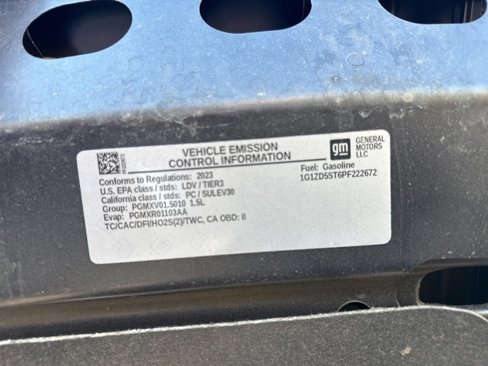 VEHICLE EMISSION
CONTROL INFORMATION
gm
GENERAL
MOTORS
LLC
Conforms to Regulations: 2023
Fuel: Gasoline
U.S. EPA class / stds: LDV / TIER3
1G1ZD5ST6PF222672
California class / stds: PC / SULEV30
Group: PGMXV01.5010 1.5L
Evap: PGMXR01103AA
TC/CAC/DFI/HO2S(2)/TWC, CA OBD: II